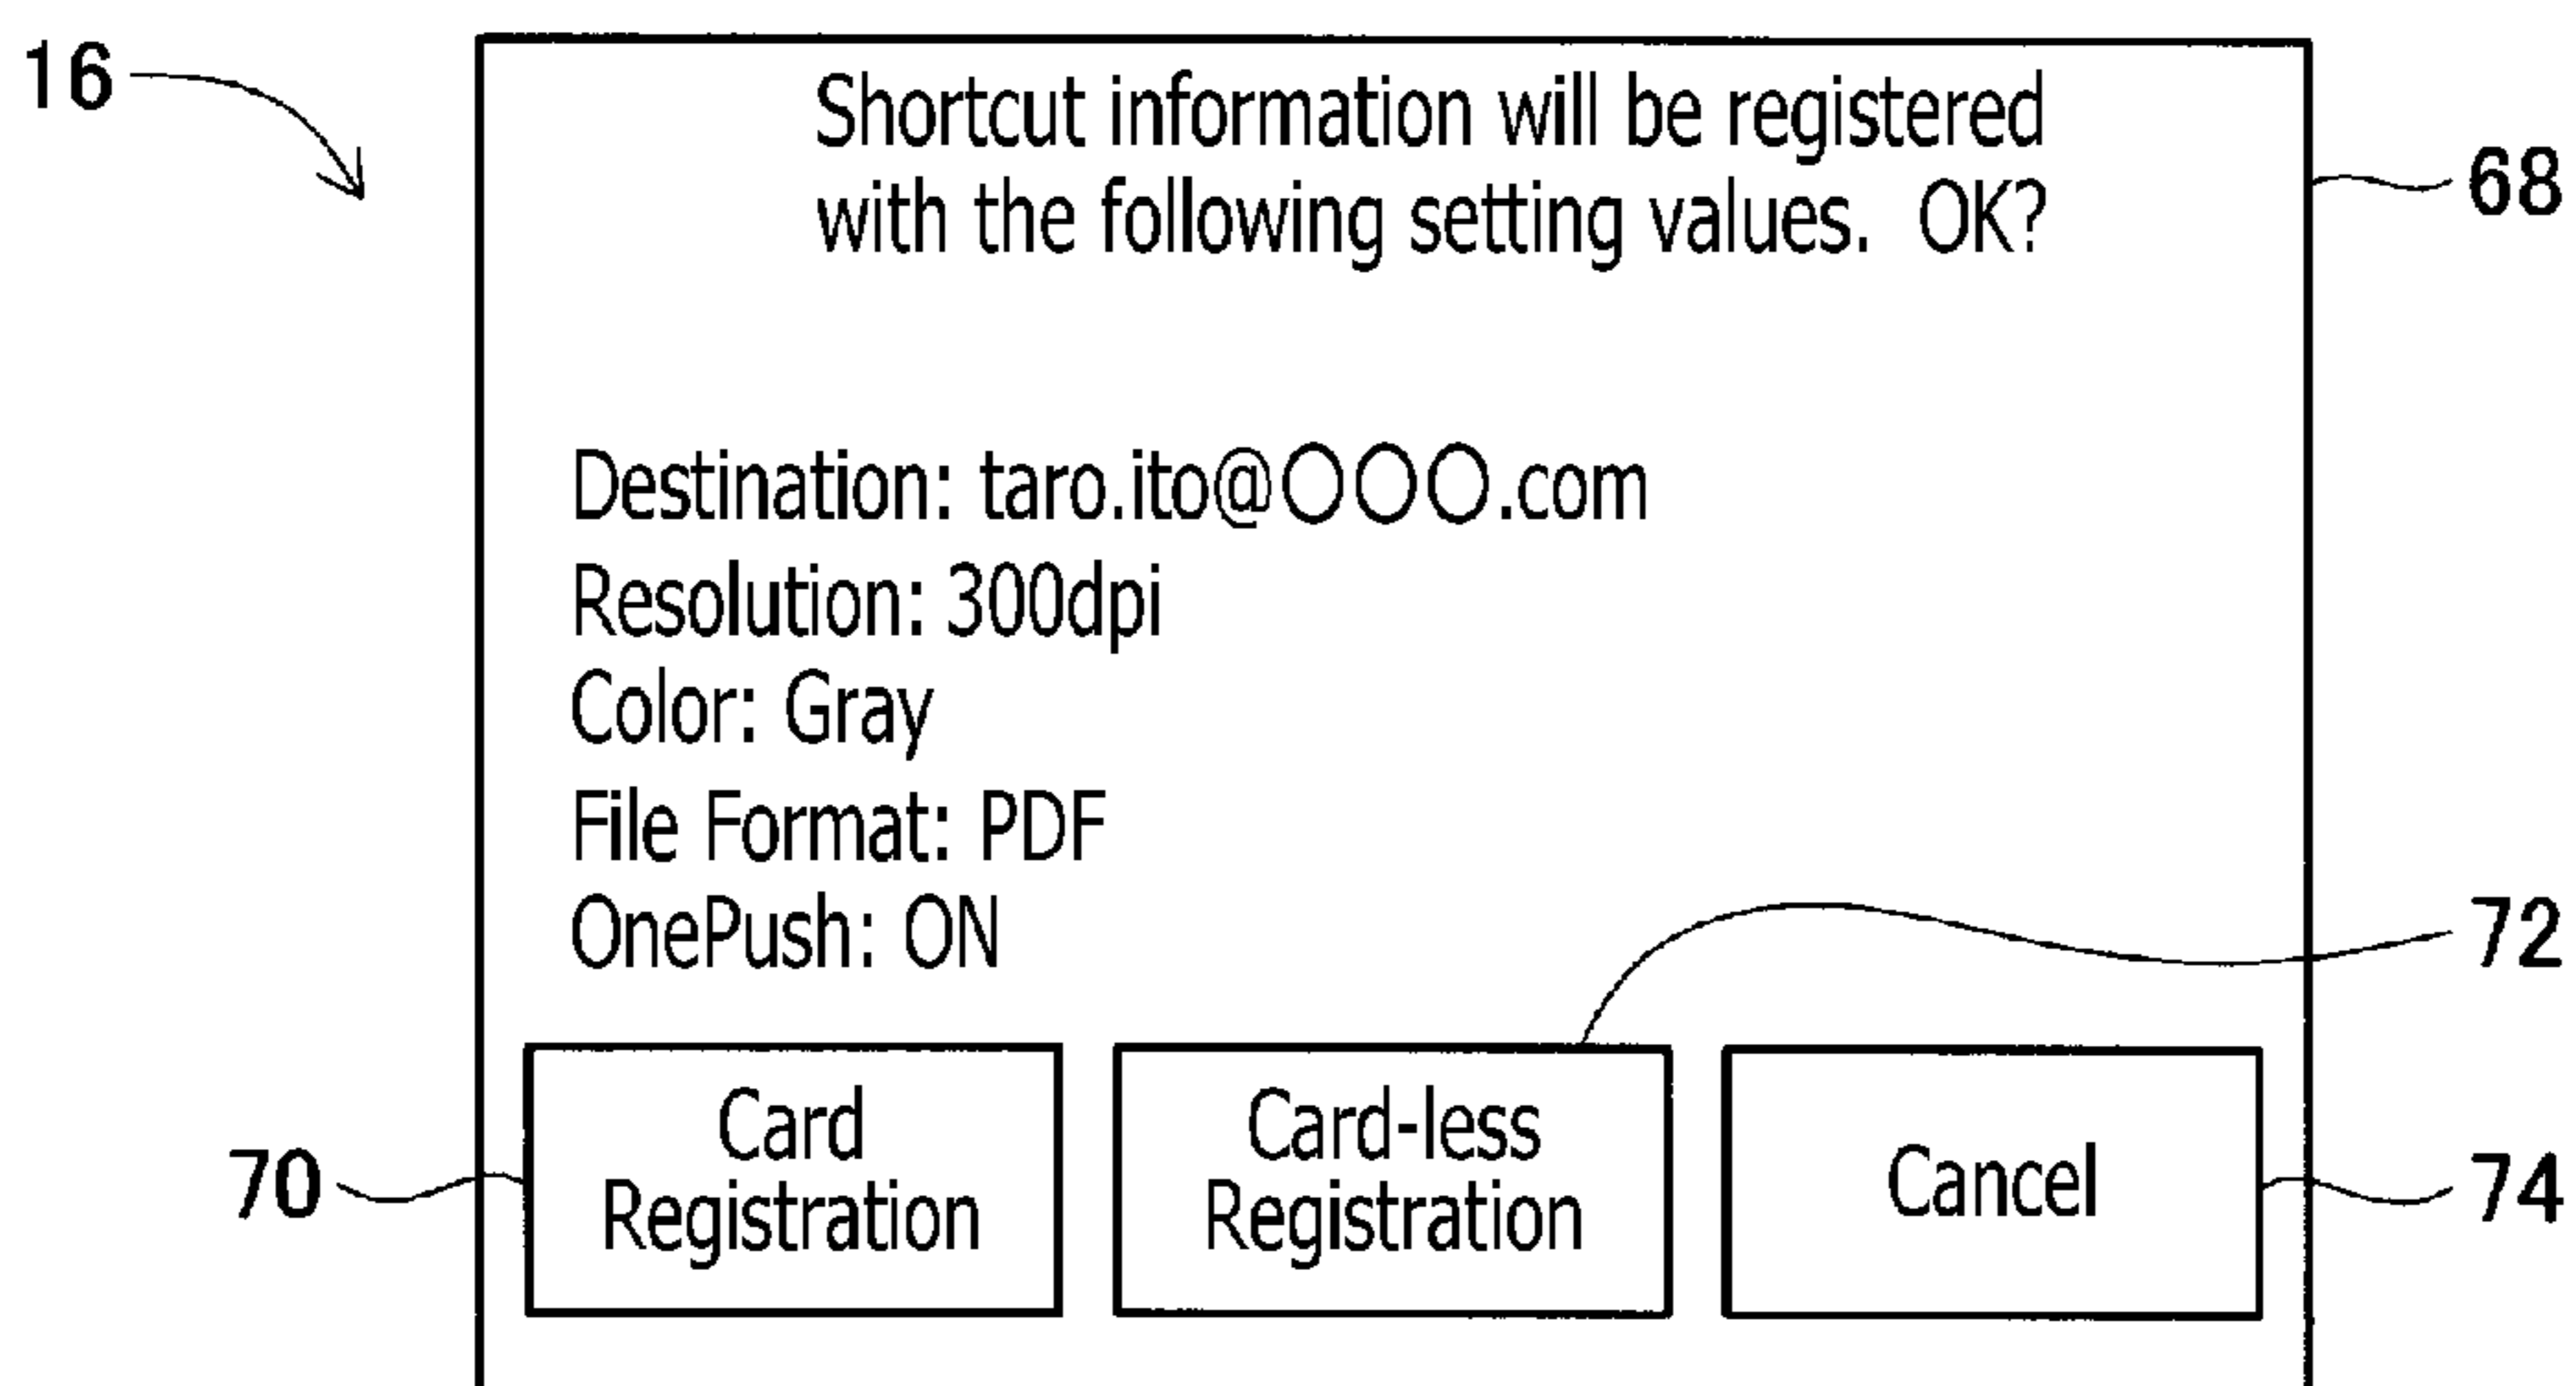 16
Shortcut information will be registered
with the following setting values. OK?
68
Destination: taro.ito@○○○.com
Resolution: 300dpi
Color: Gray
File Format: PDF
OnePush: ON
72
Card
Registration
Card-less
Registration
Cancel
70
74